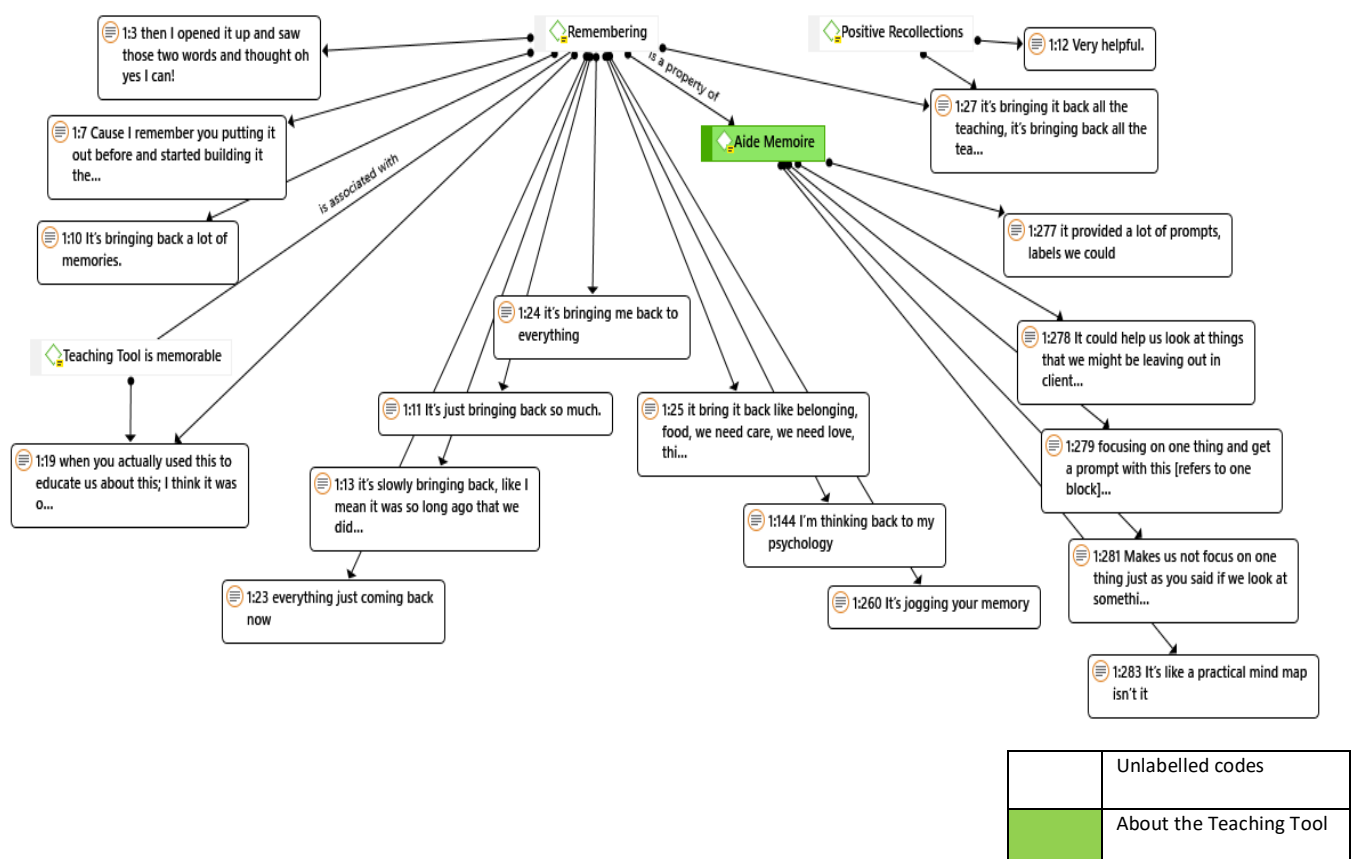 Remembering
Positive Recollections
1:3 then I opened it up and saw
those two words and thought oh
yes I can!
1:12 Very helpful.
is a property of
1:27 it's bringing it back all the
teaching, it's bringing back all the
tea...
1:7 Cause I remember you putting it
out before and started building it
the...
Aide Memoire
is associated with
1:10 It's bringing back a lot of
memories.
1:277 it provided a lot of prompts,
labels we could
1:24 it's bringing me back to
everything
1:278 It could help us look at things
that we might be leaving out in
client...
Teaching Tool is memorable
1:11 It's just bringing back so much.
1:25 it bring it back like belonging,
food, we need care, we need love,
thi...
1:279 focusing on one thing and get
a prompt with this [refers to one
block]...
1:19 when you actually used this to
educate us about this; I think it was
o...
1:13 it's slowly bringing back, like I
mean it was so long ago that we
did...
1:144 I'm thinking back to my
psychology
1:281 Makes us not focus on one
thing just as you said if we look at
somethi...
1:23 everything just coming back
now
1:260 It's jogging your memory
1:283 It's like a practical mind map
isn't it
Unlabelled codes
About the Teaching Tool